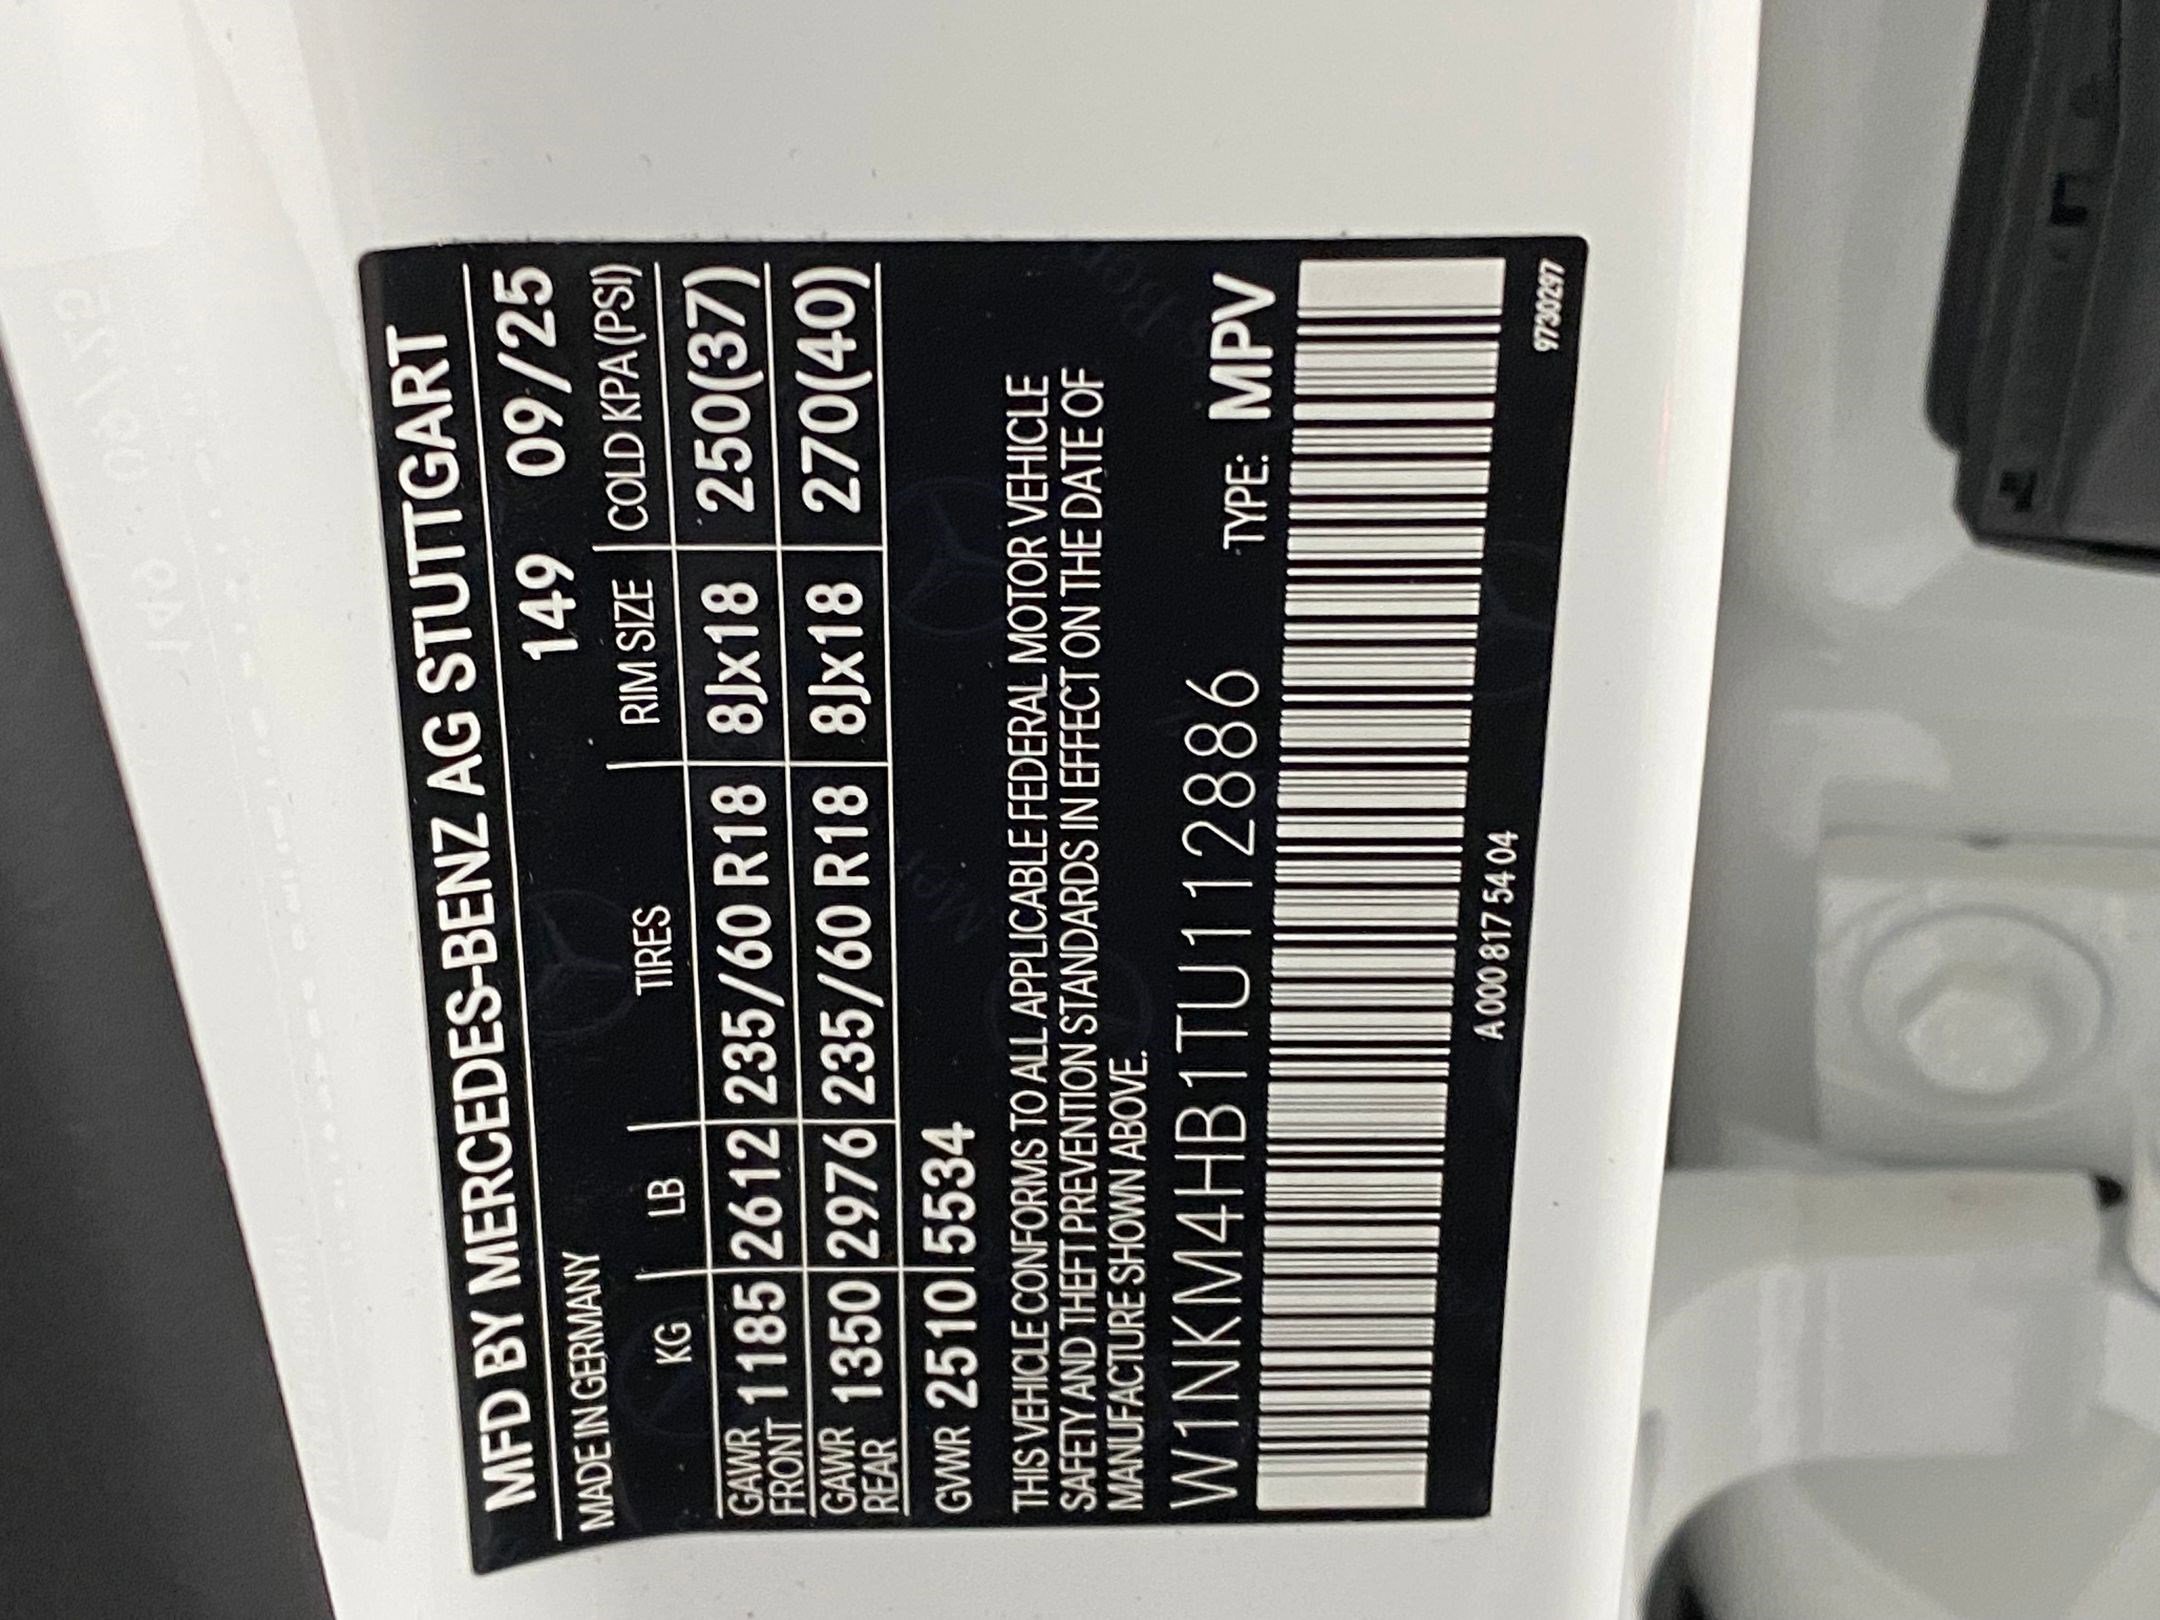 MFD BY MERCEDES-BENZ AG STUTTGART
MADE IN GERMANY 149 09/25
KG LB TIRES RIM SIZE COLD KPA(PSI)
GAWR FRONT 1185 2612 235/60 R18 8Jx18 250(37)
GAWR REAR 1350 2976 235/60 R18 8Jx18 270(40)
GVWR 2510 5534
THIS VEHICLE CONFORMS TO ALL APPLICABLE FEDERAL MOTOR VEHICLE
SAFETY AND THEFT PREVENTION STANDARDS IN EFFECT ON THE DATE OF
MANUFACTURE SHOWN ABOVE.
W1NKM4HB1TU112886 TYPE: MPV
A 000 817 54 04
9730297